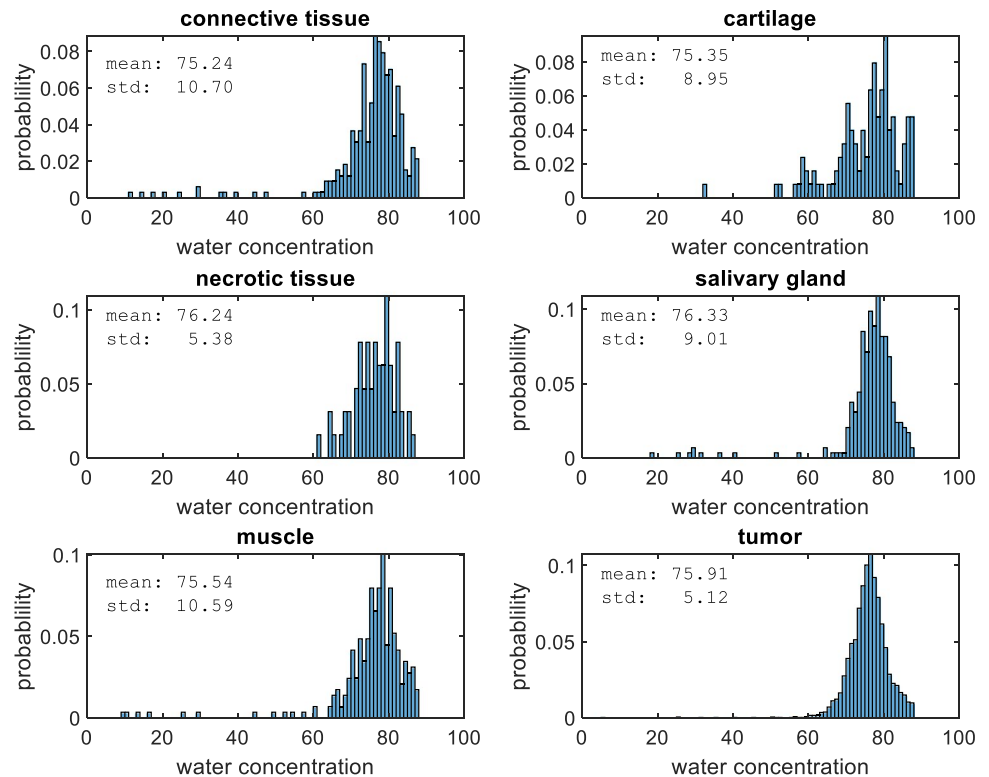 connective tissue
mean: 75.24
std: 10.70
0.08
0.06
0.04
0.02
0
probablility
0 20 40 60 80 100
water concentration
cartilage
mean: 75.35
std: 8.95
0.08
0.06
0.04
0.02
0
probablility
0 20 40 60 80 100
water concentration
necrotic tissue
mean: 76.24
std: 5.38
0.1
0.05
0
probablility
0 20 40 60 80 100
water concentration
salivary gland
mean: 76.33
std: 9.01
0.1
0.05
0
probablility
0 20 40 60 80 100
water concentration
muscle
mean: 75.54
std: 10.59
0.1
0.05
0
probablility
0 20 40 60 80 100
water concentration
tumor
mean: 75.91
std: 5.12
0.1
0.05
0
probablility
0 20 40 60 80 100
water concentration